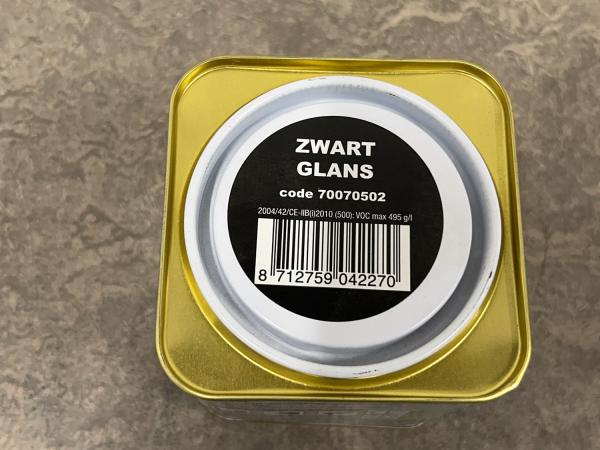 ZWART
GLANS
code 70070502
2004/42/CE-IIB(i)2010 (500): VOC max 495 g/l
8 712759 042270